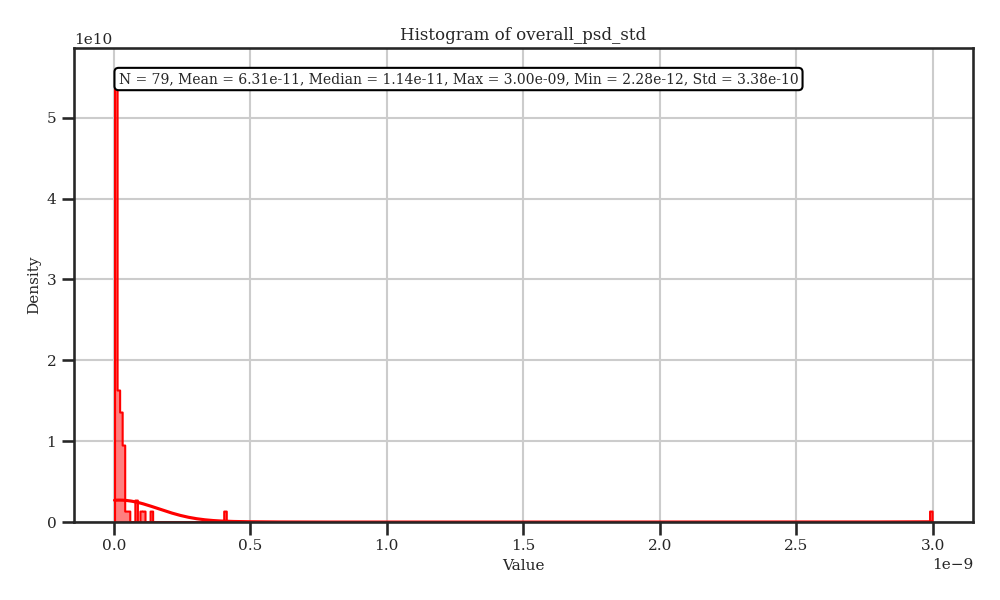 Histogram of overall_psd_std
1e10
N = 79, Mean = 6.31e-11, Median = 1.14e-11, Max = 3.00e-09, Min = 2.28e-12, Std = 3.38e-10
5
4
3
2
1
0
Density
0.0 0.5 1.0 1.5 2.0 2.5 3.0
Value
1e−9